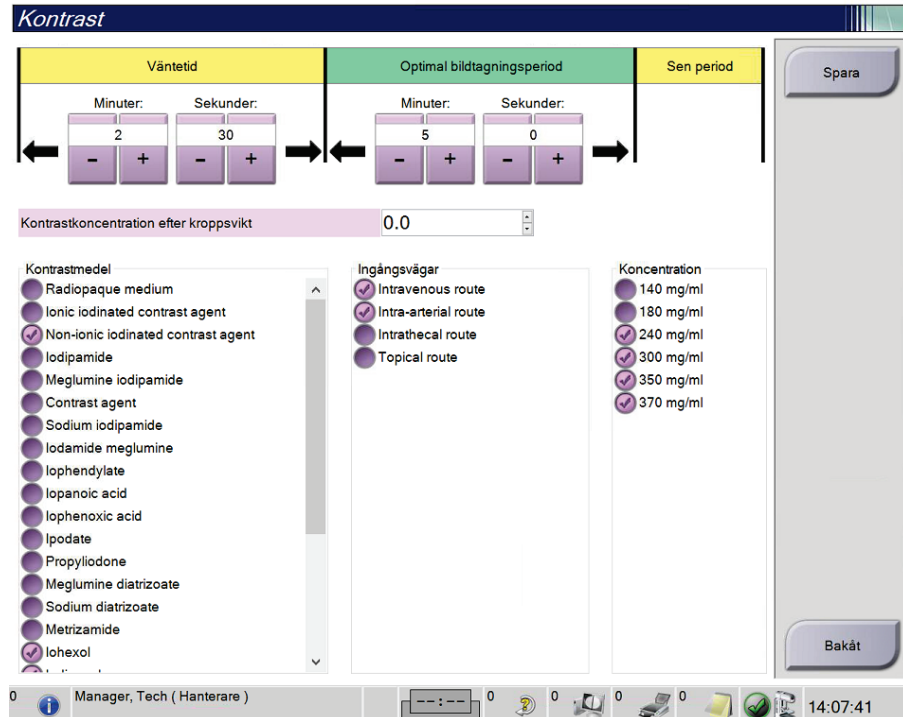 Kontrast
Väntetid
Optimal bildtagningsperiod
Sen period
Spara
Minuter:
Sekunder:
Minuter:
Sekunder:
2
30
5
0
- + - + - + - +
Kontrastkoncentration efter kroppsvikt
0.0
Kontrastmedel
Radiopaque medium
Ionic iodinated contrast agent
Non-ionic iodinated contrast agent
Iodipamide
Meglumine iodipamide
Contrast agent
Sodium iodipamide
Iodamide meglumine
Iophendylate
Iopanoic acid
Iophenoxic acid
Ipodate
Propyliodone
Meglumine diatrizoate
Sodium diatrizoate
Metrizamide
Iohexol
Ingångsvägar
Intravenous route
Intra-arterial route
Intrathecal route
Topical route
Koncentration
140 mg/ml
180 mg/ml
240 mg/ml
300 mg/ml
350 mg/ml
370 mg/ml
Bakåt
0
Manager, Tech ( Hanterare )
--:--
0
0
0
0
14:07:41